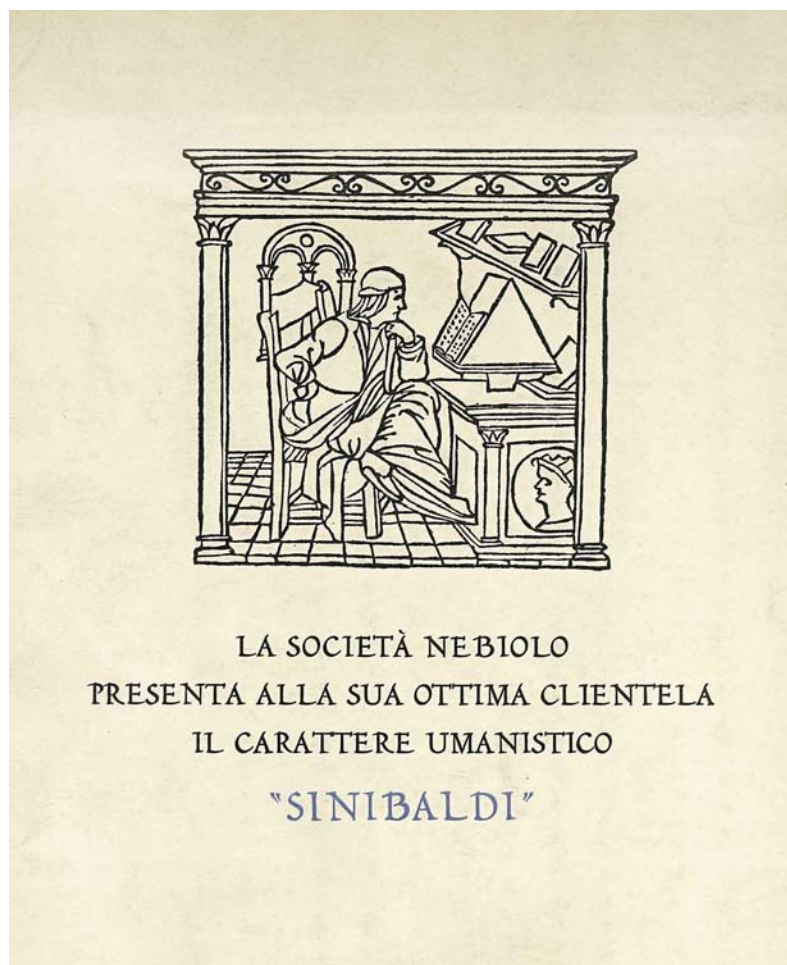 LA SOCIETÀ NEBIOLO
PRESENTA ALLA SUA OTTIMA CLIENTELA
IL CARATTERE UMANISTICO
"SINIBALDI"